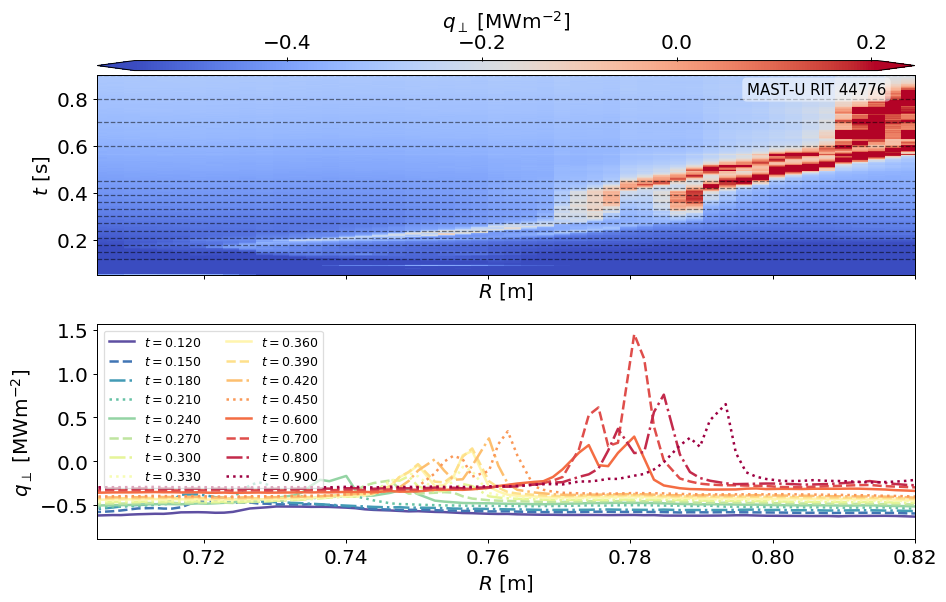 q⊥ [MWm⁻²]
−0.4 −0.2 0.0 0.2
MAST-U RIT 44776
0.8
0.6
0.4
0.2
t [s]
R [m]
1.5
1.0
0.5
0.0
−0.5
q⊥ [MWm⁻²]
t = 0.120 t = 0.360
t = 0.150 t = 0.390
t = 0.180 t = 0.420
t = 0.210 t = 0.450
t = 0.240 t = 0.600
t = 0.270 t = 0.700
t = 0.300 t = 0.800
t = 0.330 t = 0.900
0.72 0.74 0.76 0.78 0.80 0.82
R [m]